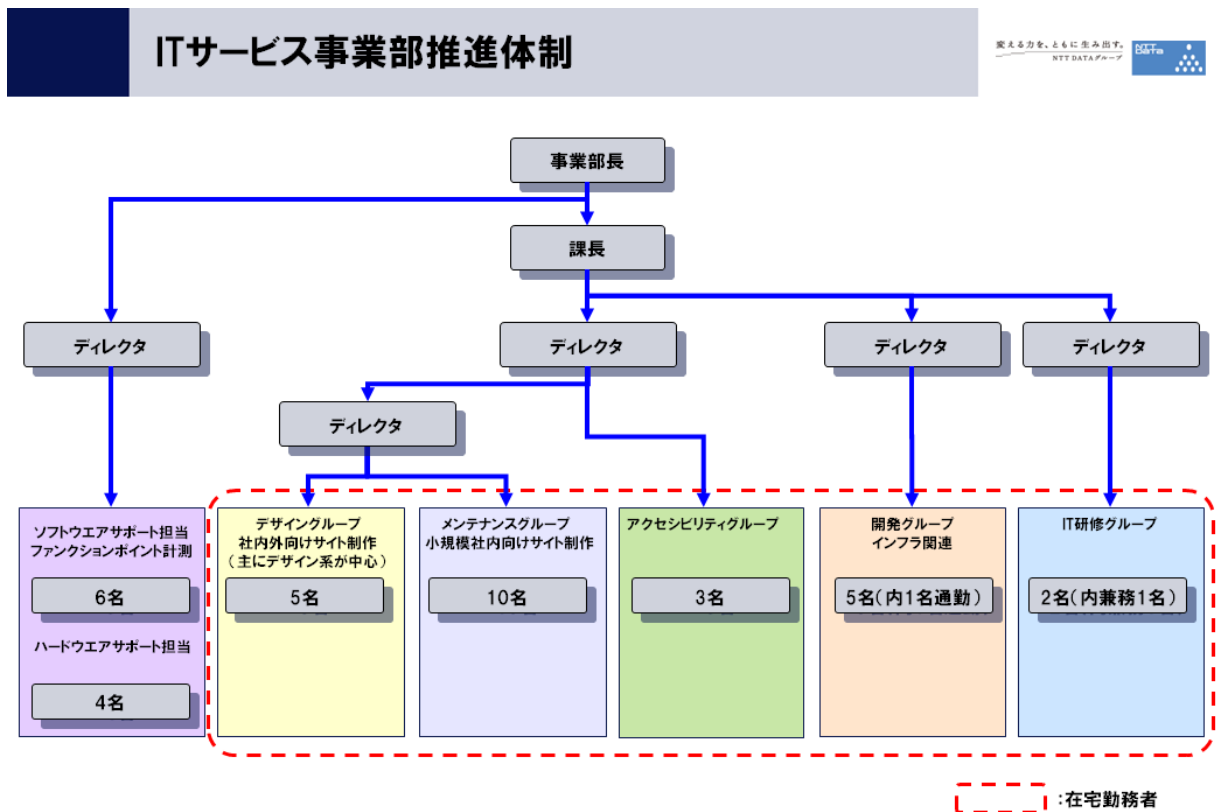 ITサービス事業部推進体制
変える力を、ともに生み出す。
NTT DATAグループ
NTT
Data
事業部長
課長
ディレクタ
ディレクタ
ディレクタ
ディレクタ
ディレクタ
ソフトウエアサポート担当
ファンクションポイント計測
6名
ハードウエアサポート担当
4名
デザイングループ
社内外向けサイト制作
(主にデザイン系が中心)
5名
メンテナンスグループ
小規模社内向けサイト制作
10名
アクセシビリティグループ
3名
開発グループ
インフラ関連
5名(内1名通勤)
IT研修グループ
2名(内兼務1名)
:在宅勤務者